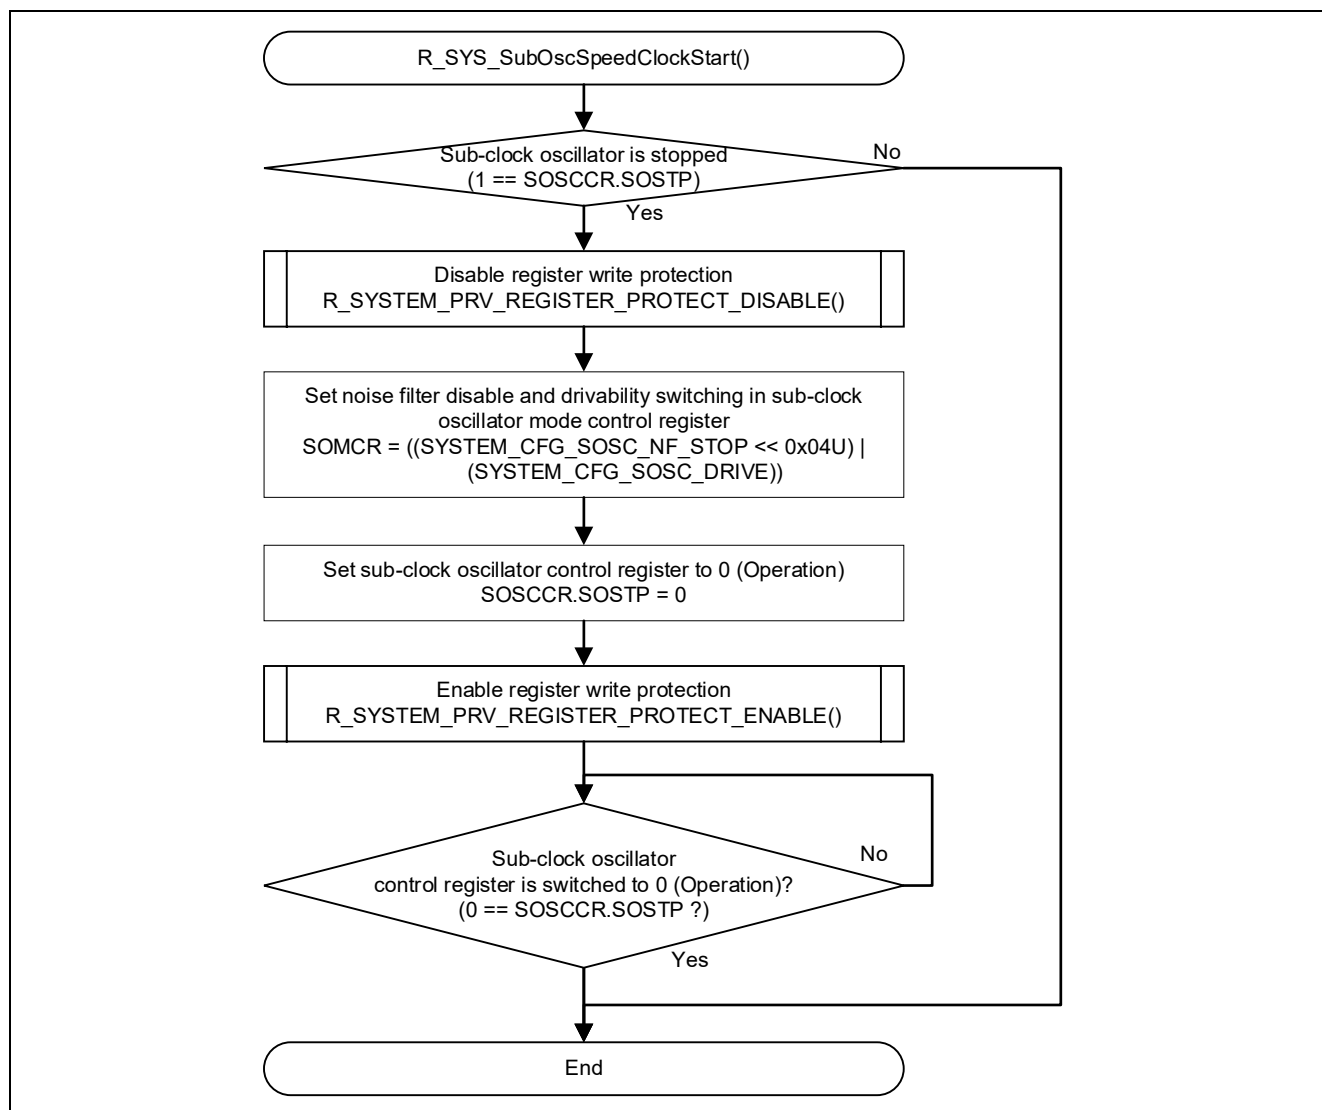 R_SYS_SubOscSpeedClockStart()
Sub-clock oscillator is stopped
(1 == SOSCCR.SOSTP)
No
Yes
Disable register write protection
R_SYSTEM_PRV_REGISTER_PROTECT_DISABLE()
Set noise filter disable and drivability switching in sub-clock
oscillator mode control register
SOMCR = ((SYSTEM_CFG_SOSC_NF_STOP << 0x04U) |
(SYSTEM_CFG_SOSC_DRIVE))
Set sub-clock oscillator control register to 0 (Operation)
SOSCCR.SOSTP = 0
Enable register write protection
R_SYSTEM_PRV_REGISTER_PROTECT_ENABLE()
Sub-clock oscillator
control register is switched to 0 (Operation)?
(0 == SOSCCR.SOSTP ?)
No
Yes
End